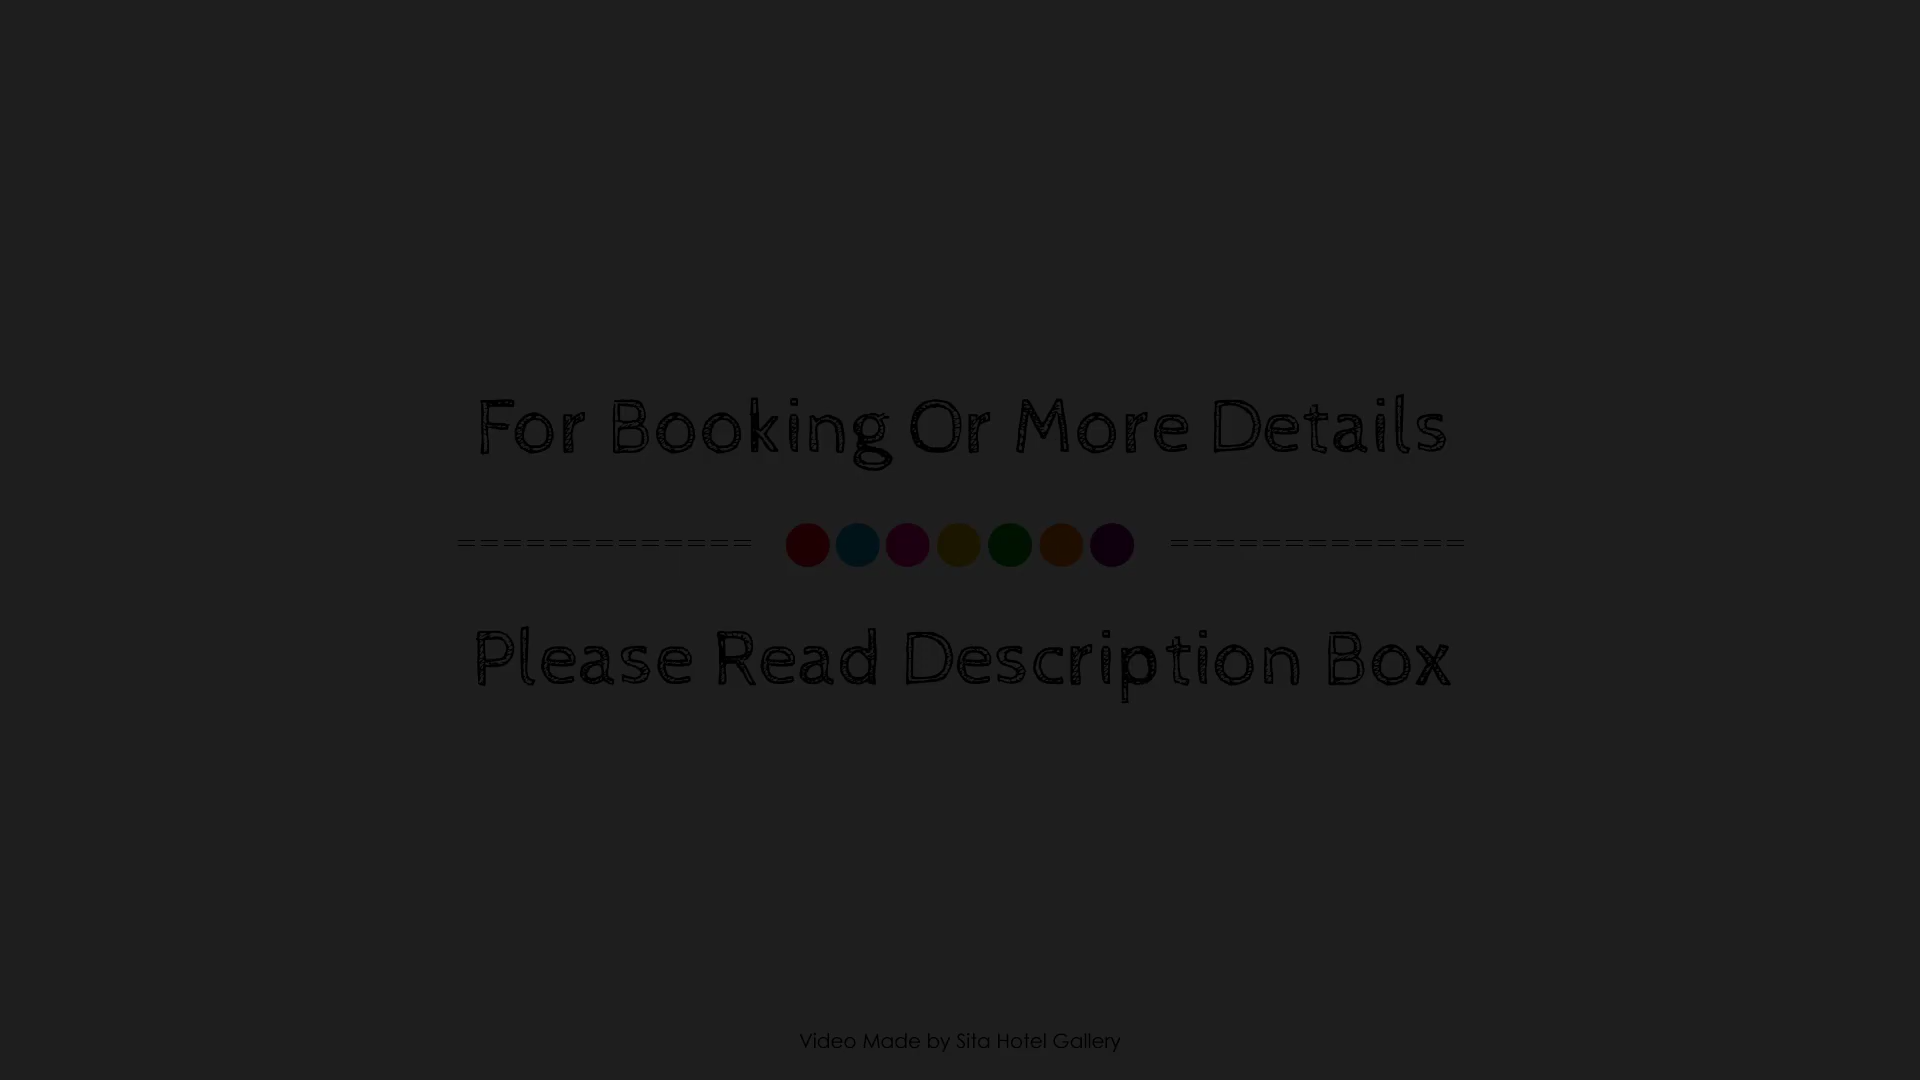 For Booking Or More Details
============= =============
Please Read Description Box
Video Made by Sita Hotel Gallery